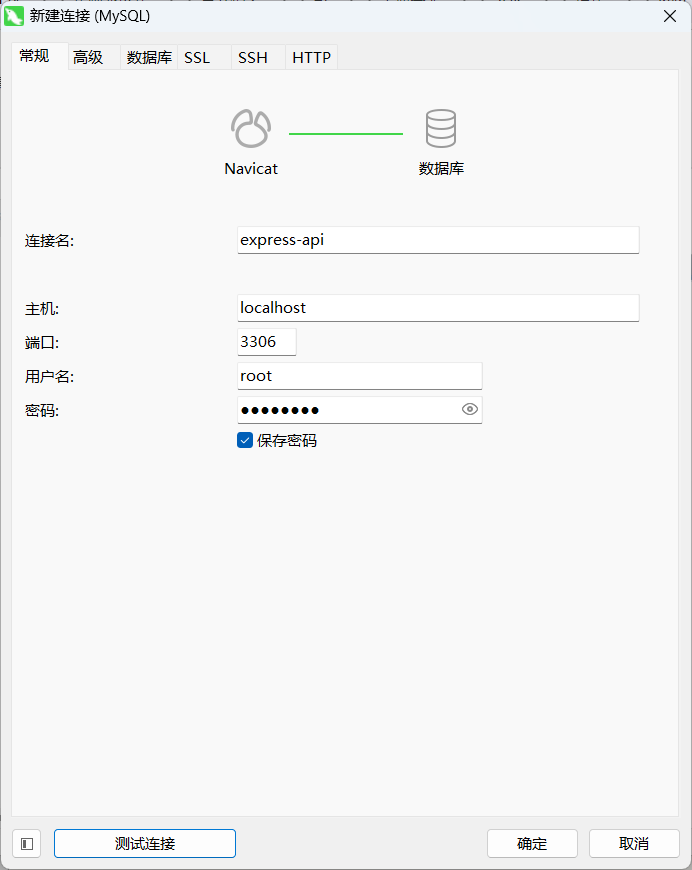 新建连接 (MySQL)
常规 高级 数据库 SSL SSH HTTP
Navicat 数据库
连接名: express-api
主机: localhost
端口: 3306
用户名: root
密码: ●●●●●●●●
保存密码
测试连接 确定 取消